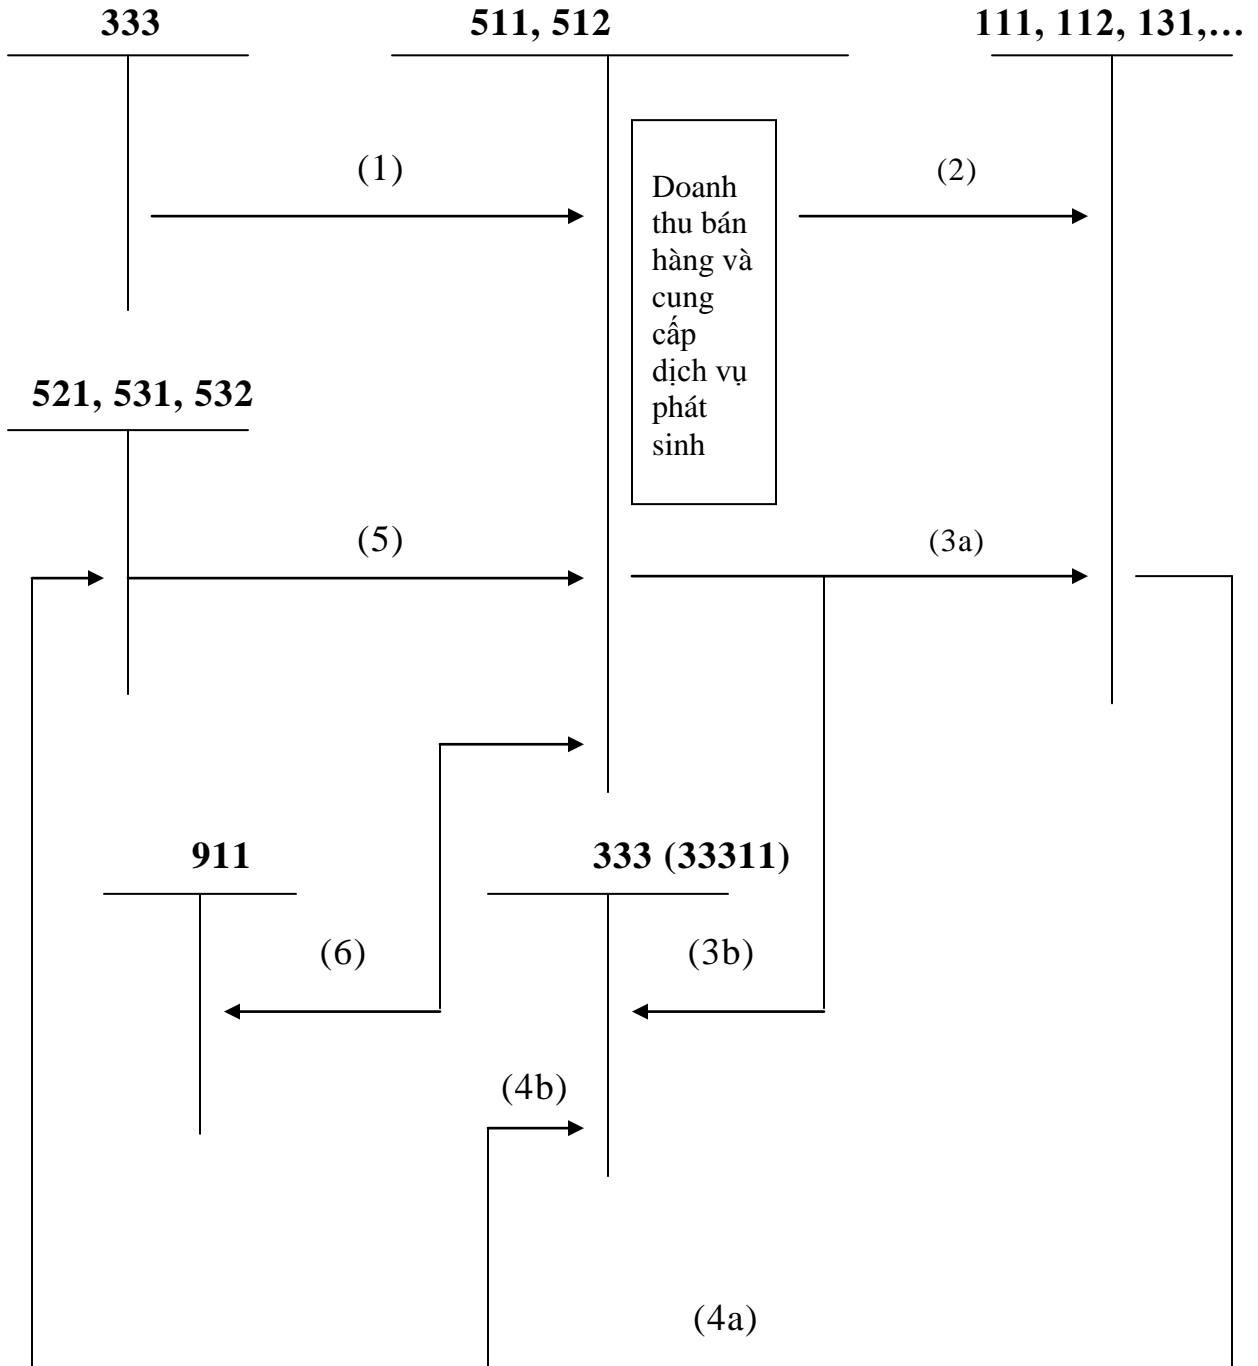 333
511, 512
111, 112, 131,...
(1)
(2)
Doanh
thu bán
hàng và
cung
cấp
dịch vụ
phát
sinh
521, 531, 532
(5)
(3a)
911
333 (33311)
(6)
(3b)
(4b)
(4a)